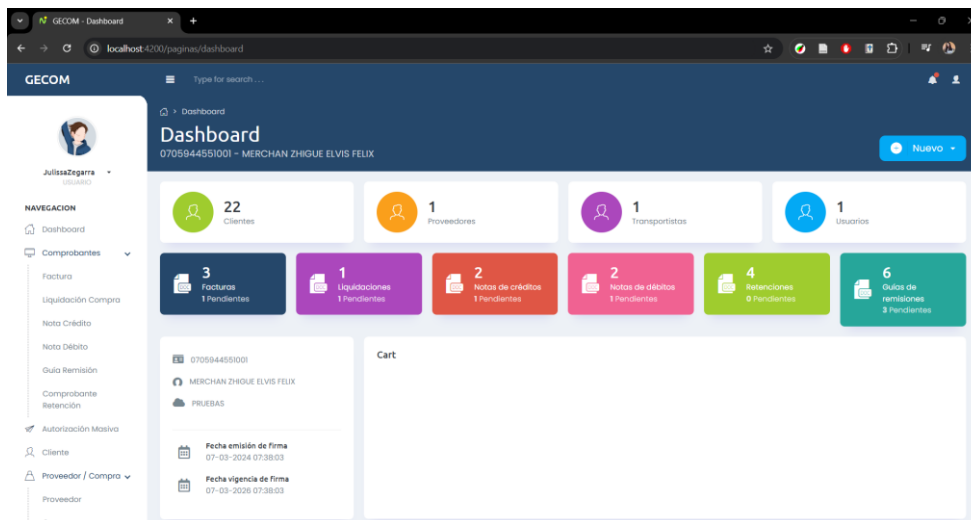 GECOM - Dashboard
localhost:4200/paginas/dashboard
GECOM
Type for search ...
Dashboard
Dashboard
0705944551001 - MERCHAN ZHIGUE ELVIS FELIX
Nuevo
JulissaZegarra
USUARIO
NAVEGACION
Dashboard
Comprobantes
Factura
Liquidación Compra
Nota Crédito
Nota Débito
Guia Remisión
Comprobante
Retención
Autorización Masiva
Cliente
Proveedor / Compra
Proveedor
22
Clientes
1
Proveedores
1
Transportistas
1
Usuarios
3
Facturas
1 Pendientes
1
Liquidaciones
1 Pendientes
2
Notas de créditos
1 Pendientes
2
Notas de débitos
1 Pendientes
4
Retenciones
0 Pendientes
6
Guías de
remisiones
3 Pendientes
0705944551001
MERCHAN ZHIGUE ELVIS FELIX
PRUEBAS
Fecha emisión de firma
07-03-2024 07:38:03
Fecha vigencia de firma
07-03-2026 07:38:03
Cart